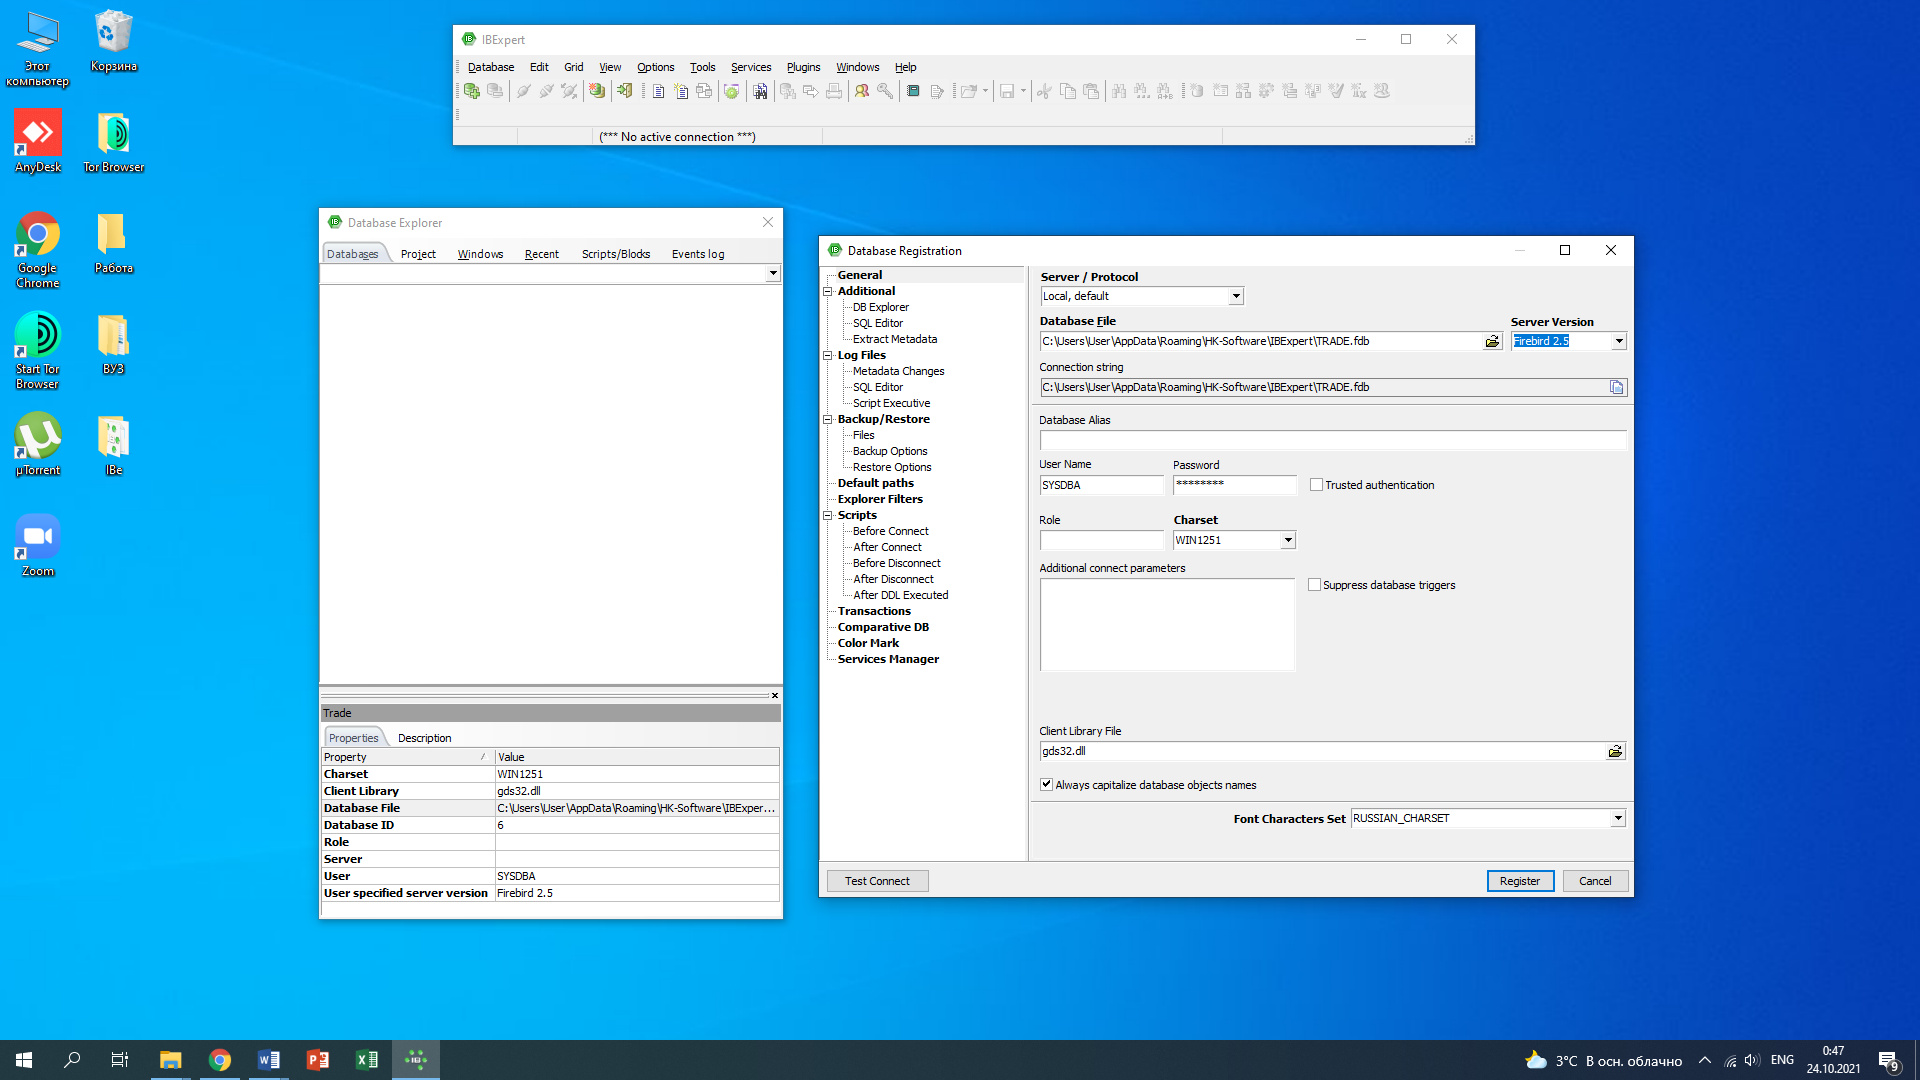 Этот компьютер
Корзина
AnyDesk
Tor Browser
Google Chrome
Работа
Start Tor Browser
ВУЗ
µTorrent
IBe
Zoom
IBExpert
Database Edit Grid View Options Tools Services Plugins Windows Help
(*** No active connection ***)
Database Explorer
Databases Project Windows Recent Scripts/Blocks Events log
Trade
Properties Description
Property Value
Charset WIN1251
Client Library gds32.dll
Database File C:\Users\User\AppData\Roaming\HK-Software\IBExper...
Database ID 6
Role
Server
User SYSDBA
User specified server version Firebird 2.5
Database Registration
General
Additional
DB Explorer
SQL Editor
Extract Metadata
Log Files
Metadata Changes
SQL Editor
Script Executive
Backup/Restore
Files
Backup Options
Restore Options
Default paths
Explorer Filters
Scripts
Before Connect
After Connect
Before Disconnect
After Disconnect
After DDL Executed
Transactions
Comparative DB
Color Mark
Services Manager
Server / Protocol
Local, default
Database File Server Version
C:\Users\User\AppData\Roaming\HK-Software\IBExpert\TRADE.fdb Firebird 2.5
Connection string
C:\Users\User\AppData\Roaming\HK-Software\IBExpert\TRADE.fdb
Database Alias
User Name Password
SYSDBA ******** Trusted authentication
Role Charset
WIN1251
Additional connect parameters
Suppress database triggers
Client Library File
gds32.dll
Always capitalize database objects names
Font Characters Set RUSSIAN_CHARSET
Test Connect Register Cancel
3°C В осн. облачно ENG 0:47
24.10.2021 9